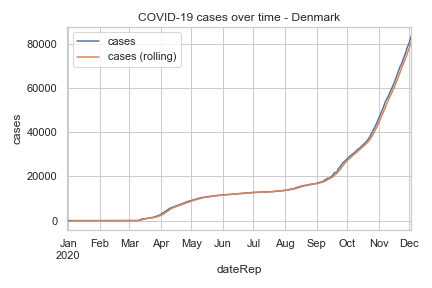 COVID-19 cases over time - Denmark
cases
cases (rolling)
80000
60000
40000
20000
0
cases
Jan Feb Mar Apr May Jun Jul Aug Sep Oct Nov Dec
2020
dateRep